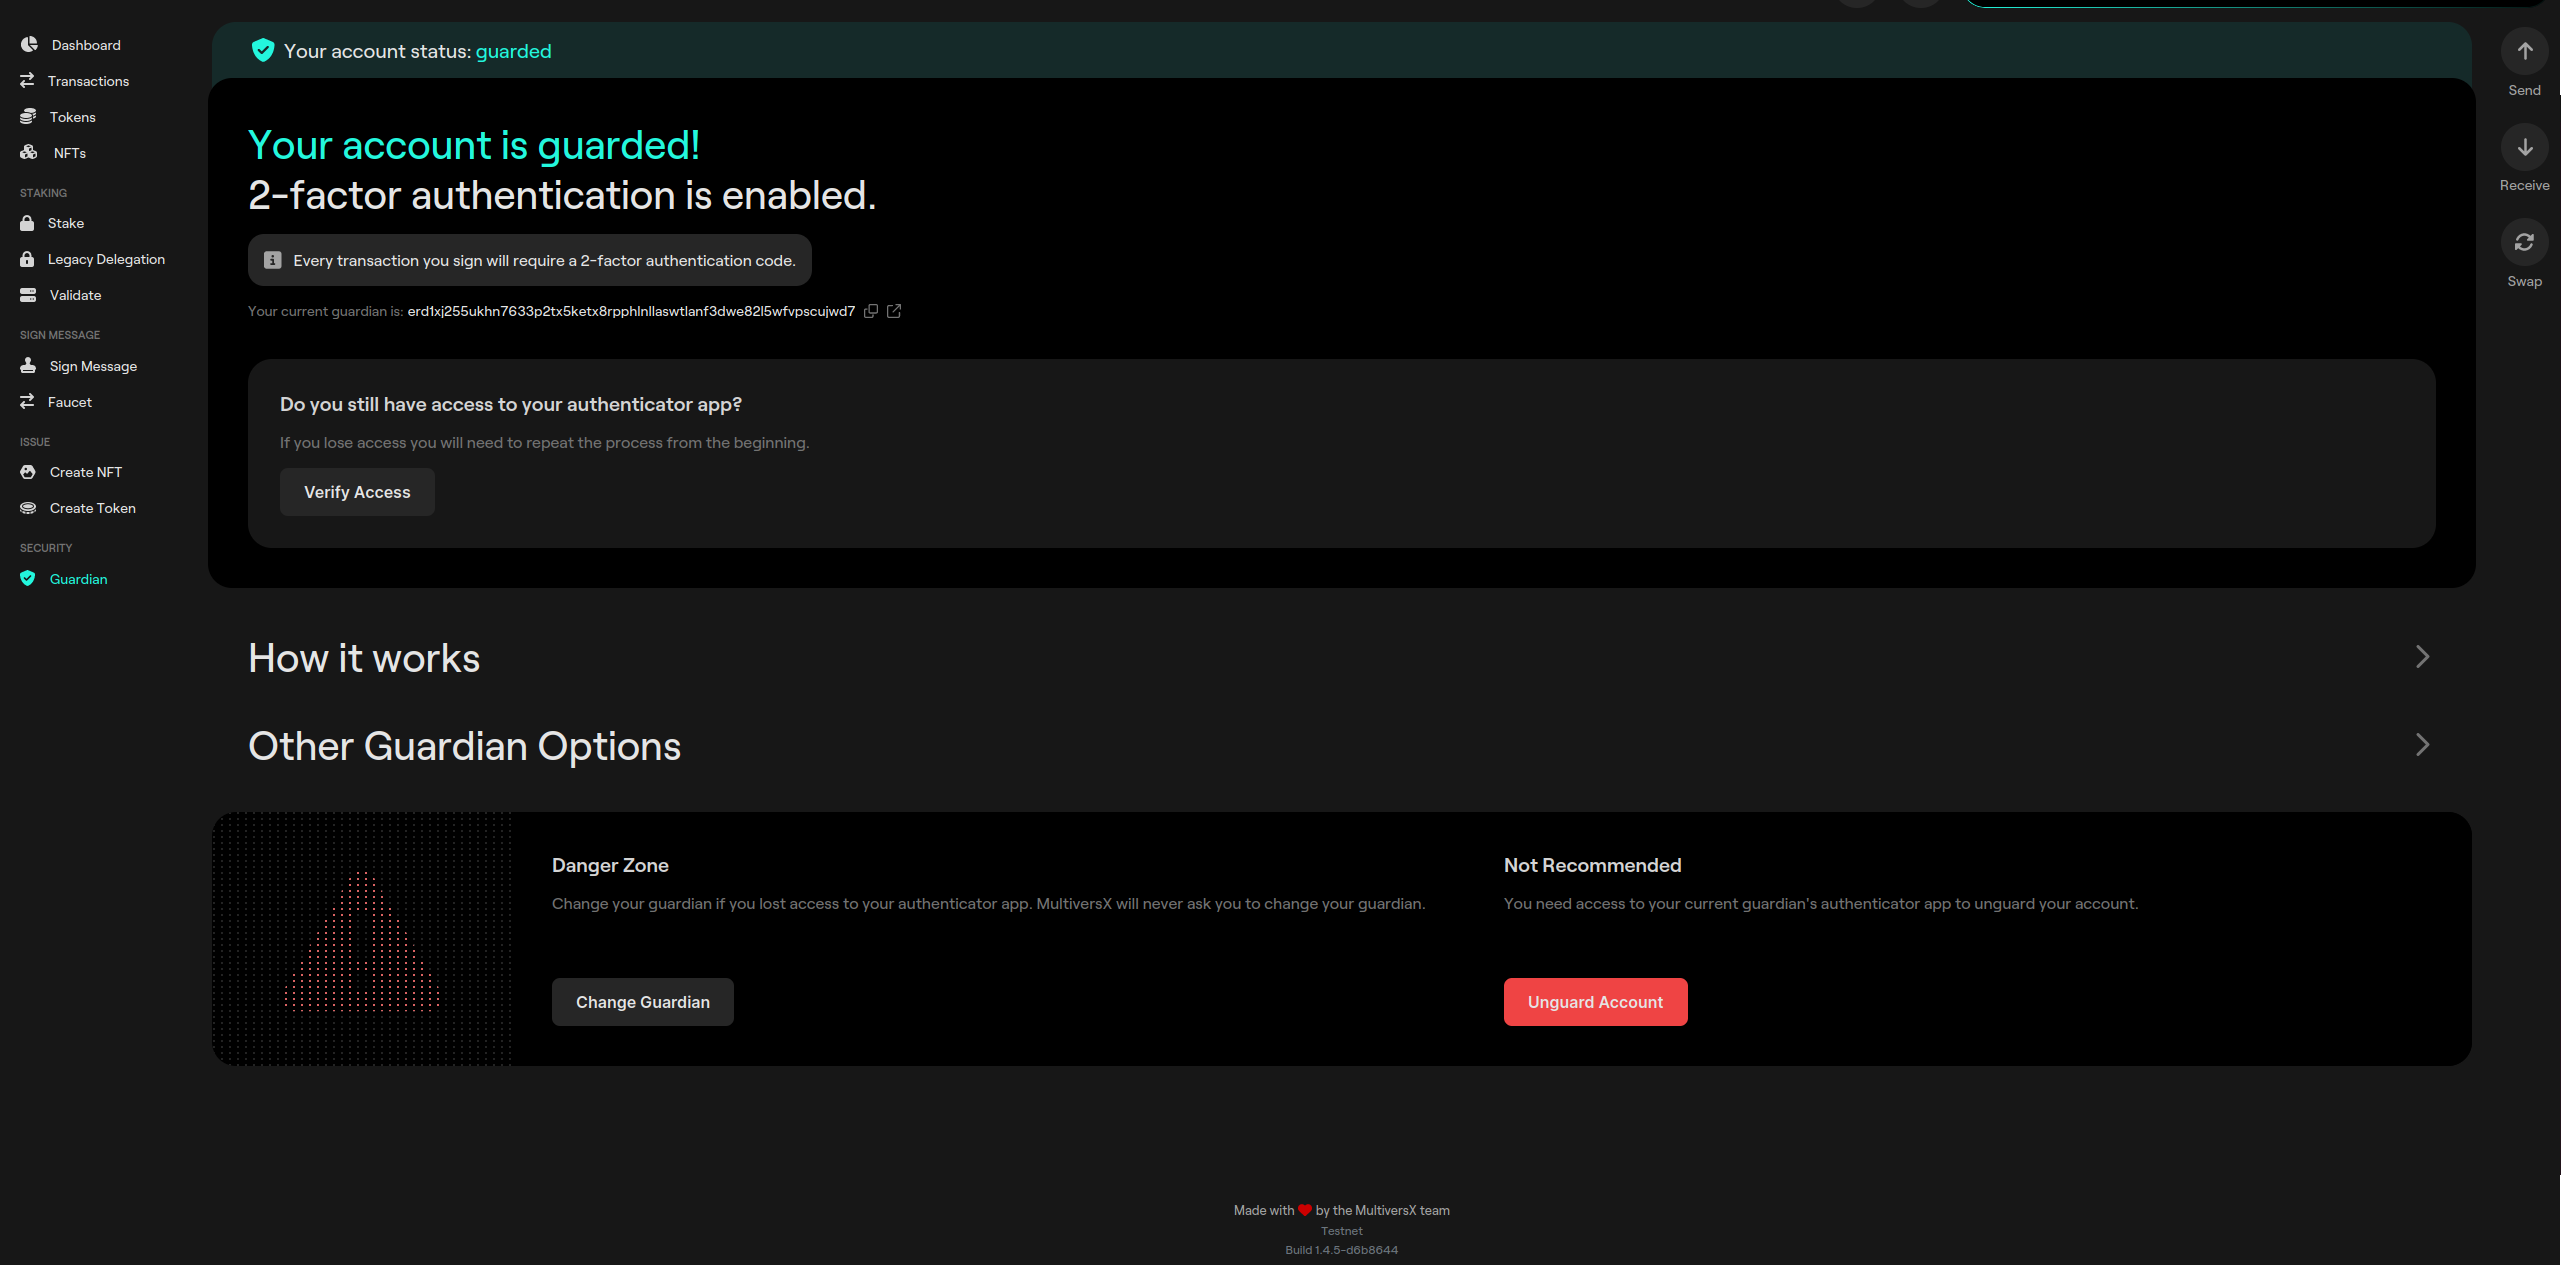 Dashboard
Transactions
Tokens
NFTs
STAKING
Stake
Legacy Delegation
Validate
SIGN MESSAGE
Sign Message
Faucet
ISSUE
Create NFT
Create Token
SECURITY
Guardian
Your account status: guarded
Your account is guarded!
2-factor authentication is enabled.
Every transaction you sign will require a 2-factor authentication code.
Your current guardian is: erd1xj255ukhn7633p2tx5ketx8rpphlnllaswtlanf3dwe82l5wfvpscujwd7
Do you still have access to your authenticator app?
If you lose access you will need to repeat the process from the beginning.
Verify Access
How it works
Other Guardian Options
Danger Zone
Change your guardian if you lost access to your authenticator app. MultiversX will never ask you to change your guardian.
Change Guardian
Not Recommended
You need access to your current guardian's authenticator app to unguard your account.
Unguard Account
Send
Receive
Swap
Made with ❤ by the MultiversX team
Testnet
Build 1.4.5-d6b8644